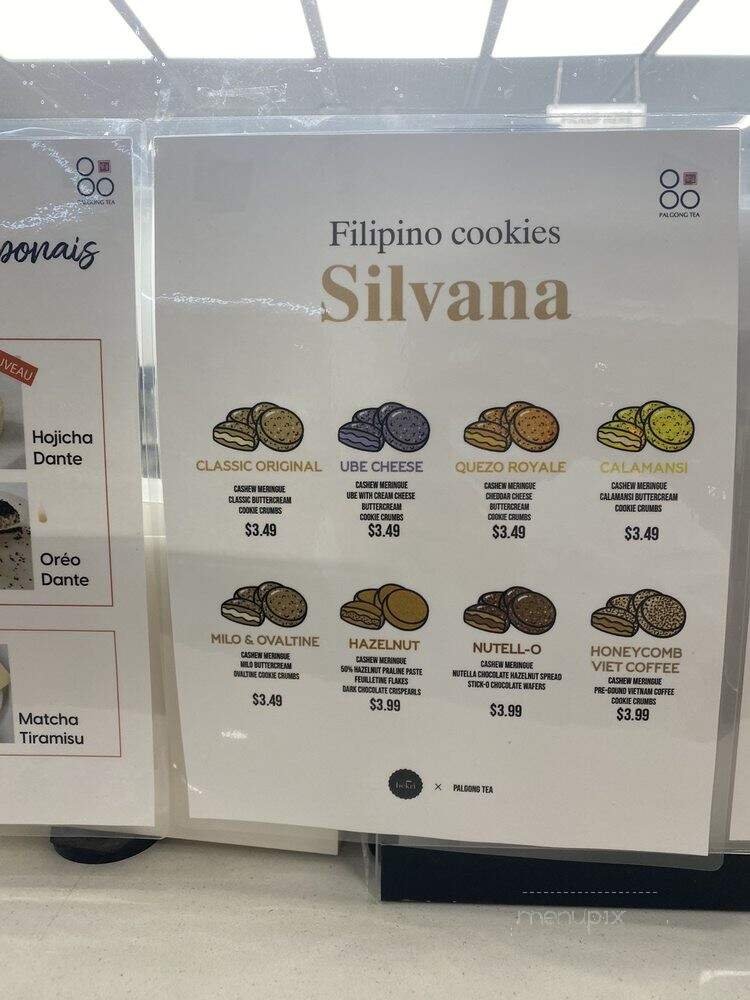 PALGONG TEA
ponais
Hojicha
Dante
Oréo
Dante
Matcha
Tiramisu
PALGONG TEA
Filipino cookies
Silvana
CLASSIC ORIGINAL
CASHEW MERINGUE
CLASSIC BUTTERCREAM
COOKIE CRUMBS
$3.49
UBE CHEESE
CASHEW MERINGUE
UBE WITH CREAM CHEESE
BUTTERCREAM
COOKIE CRUMBS
$3.49
QUEZO ROYALE
CASHEW MERINGUE
CHEDDAR CHEESE
BUTTERCREAM
COOKIE CRUMBS
$3.49
CALAMANSI
CASHEW MERINGUE
CALAMANSI BUTTERCREAM
COOKIE CRUMBS
$3.49
MILO & OVALTINE
CASHEW MERINGUE
MILO BUTTERCREAM
OVALTINE COOKIE CRUMBS
$3.49
HAZELNUT
CASHEW MERINGUE
50% HAZELNUT PRALINE PASTE
FEUILLETINE FLAKES
DARK CHOCOLATE CRISPEARLS
$3.99
NUTELL-O
CASHEW MERINGUE
NUTELLA CHOCOLATE HAZELNUT SPREAD
STICK-O CHOCOLATE WAFERS
$3.99
HONEYCOMB
VIET COFFEE
CASHEW MERINGUE
PRE-GOUND VIETNAM COFFEE
COOKIE CRUMBS
$3.99
× PALGONG TEA
menupix